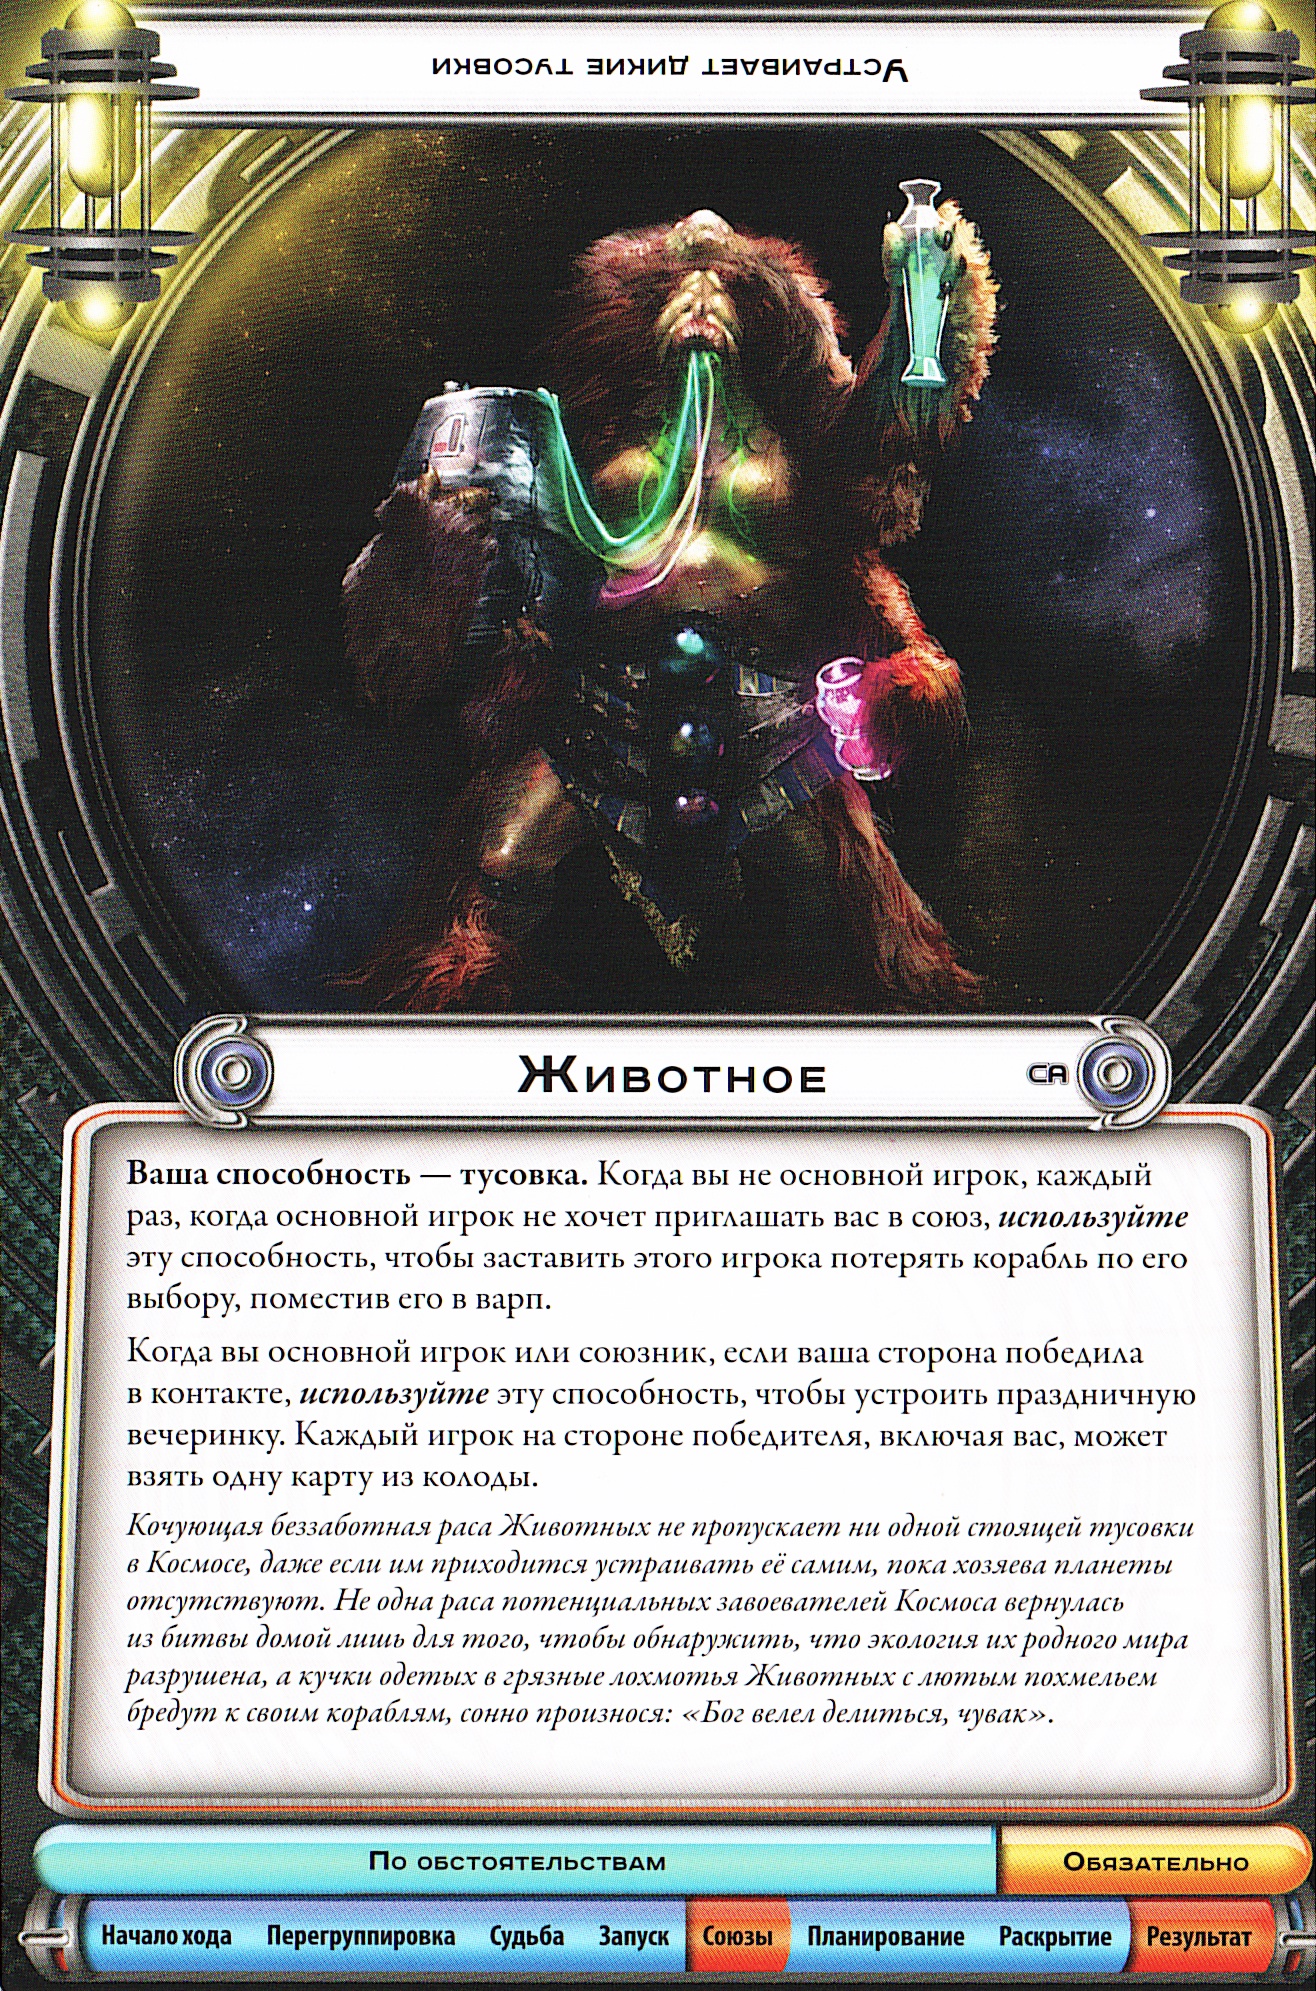 Устраивает дикие тусовки
Животное
CA
Ваша способность — тусовка. Когда вы не основной игрок, каждый
раз, когда основной игрок не хочет приглашать вас в союз, используйте
эту способность, чтобы заставить этого игрока потерять корабль по его
выбору, поместив его в варп.
Когда вы основной игрок или союзник, если ваша сторона победила
в контакте, используйте эту способность, чтобы устроить праздничную
вечеринку. Каждый игрок на стороне победителя, включая вас, может
взять одну карту из колоды.
Кочующая беззаботная раса Животных не пропускает ни одной стоящей тусовки
в Космосе, даже если им приходится устраивать её самим, пока хозяева планеты
отсутствуют. Не одна раса потенциальных завоевателей Космоса вернулась
из битвы домой лишь для того, чтобы обнаружить, что экология их родного мира
разрушена, а кучки одетых в грязные лохмотья Животных с лютым похмельем
бредут к своим кораблям, сонно произнося: «Бог велел делиться, чувак».
По обстоятельствам Обязательно
Начало хода Перегруппировка Судьба Запуск Союзы Планирование Раскрытие Результат